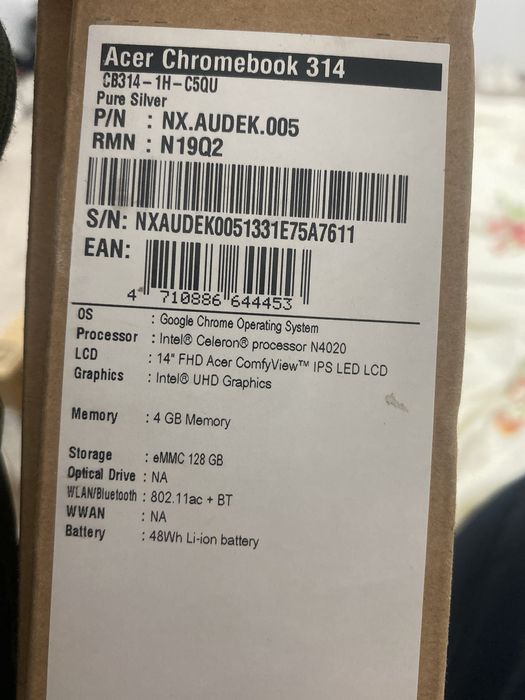 Acer Chromebook 314
CB314-1H-C5QU
Pure Silver
P/N : NX.AUDEK.005
RMN : N19Q2
S/N: NXAUDEK0051331E75A7611
EAN:
4 710886 644453
OS : Google Chrome Operating System
Processor : Intel® Celeron® processor N4020
LCD : 14" FHD Acer ComfyView™ IPS LED LCD
Graphics : Intel® UHD Graphics
Memory : 4 GB Memory
Storage : eMMC 128 GB
Optical Drive : NA
WLAN/Bluetooth : 802.11ac + BT
WWAN : NA
Battery : 48Wh Li-ion battery